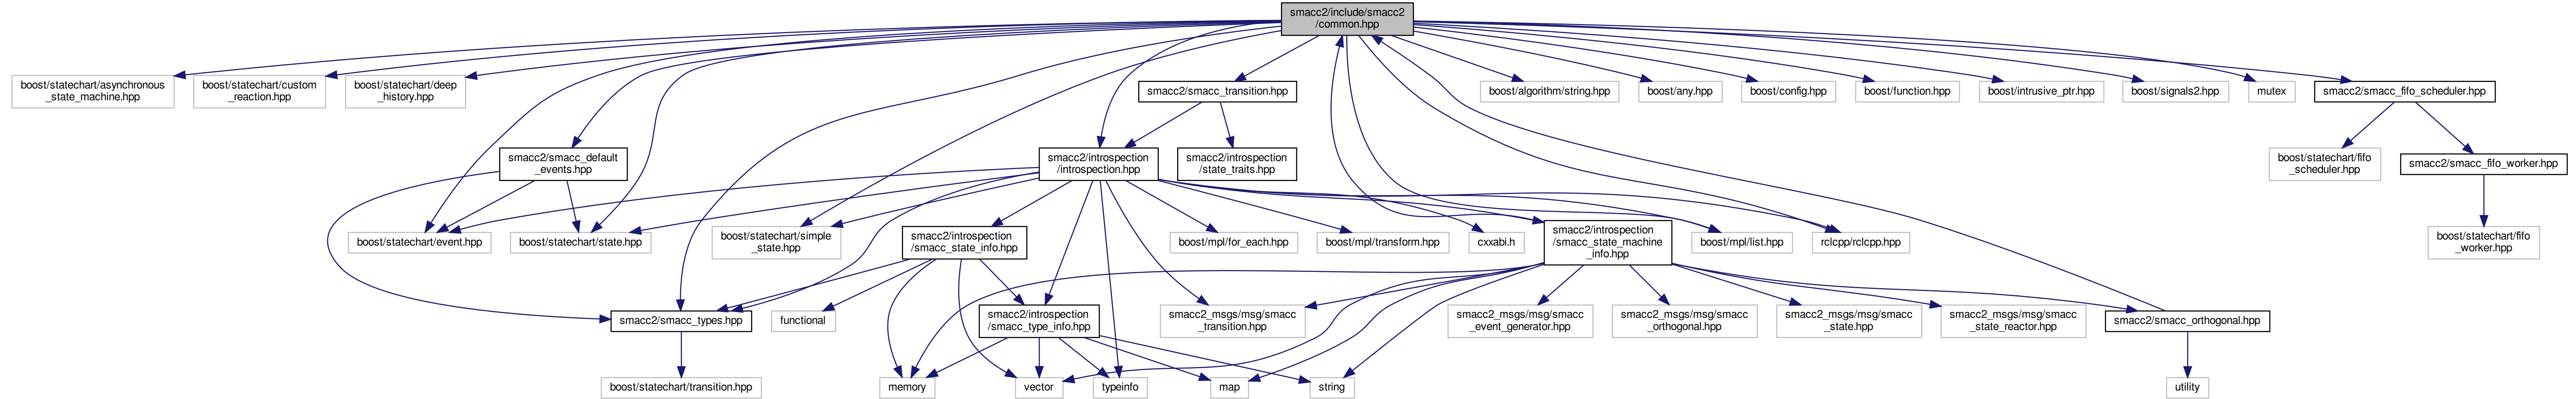 smacc2/include/smacc2
/common.hpp
boost/statechart/asynchronous
_state_machine.hpp
boost/statechart/custom
_reaction.hpp
boost/statechart/deep
_history.hpp
smacc2/smacc_transition.hpp
boost/algorithm/string.hpp
boost/any.hpp
boost/config.hpp
boost/function.hpp
boost/intrusive_ptr.hpp
boost/signals2.hpp
mutex
smacc2/smacc_fifo_scheduler.hpp
smacc2/smacc_default
_events.hpp
smacc2/introspection
/introspection.hpp
smacc2/introspection
/state_traits.hpp
boost/statechart/fifo
_scheduler.hpp
smacc2/smacc_fifo_worker.hpp
boost/statechart/event.hpp
boost/statechart/state.hpp
boost/statechart/simple
_state.hpp
smacc2/introspection
/smacc_state_info.hpp
boost/mpl/for_each.hpp
boost/mpl/transform.hpp
cxxabi.h
smacc2/introspection
/smacc_state_machine
_info.hpp
boost/mpl/list.hpp
rclcpp/rclcpp.hpp
boost/statechart/fifo
_worker.hpp
smacc2/smacc_types.hpp
functional
smacc2/introspection
/smacc_type_info.hpp
smacc2_msgs/msg/smacc
_transition.hpp
smacc2_msgs/msg/smacc
_event_generator.hpp
smacc2_msgs/msg/smacc
_orthogonal.hpp
smacc2_msgs/msg/smacc
_state.hpp
smacc2_msgs/msg/smacc
_state_reactor.hpp
smacc2/smacc_orthogonal.hpp
boost/statechart/transition.hpp
memory
vector
typeinfo
map
string
utility